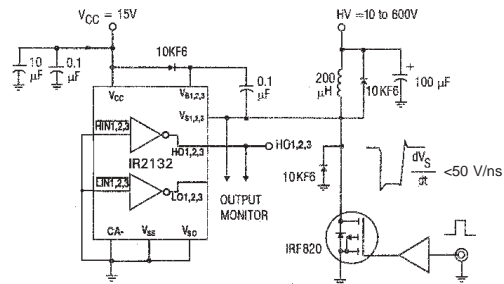 V_CC = 15V
HV =10 to 600V
10 μF
0.1 μF
10KF6
0.1 μF
200 μH
10KF6
+
100 μF
V_CC
V_B1,2,3
V_S1,2,3
HIN1,2,3
HO1,2,3
HO1,2,3
IR2132
LIN1,2,3
LO1,2,3
OUTPUT MONITOR
10KF6
dV_S
dt
<50 V/ns
CA-
V_SE
V_SO
IRF820